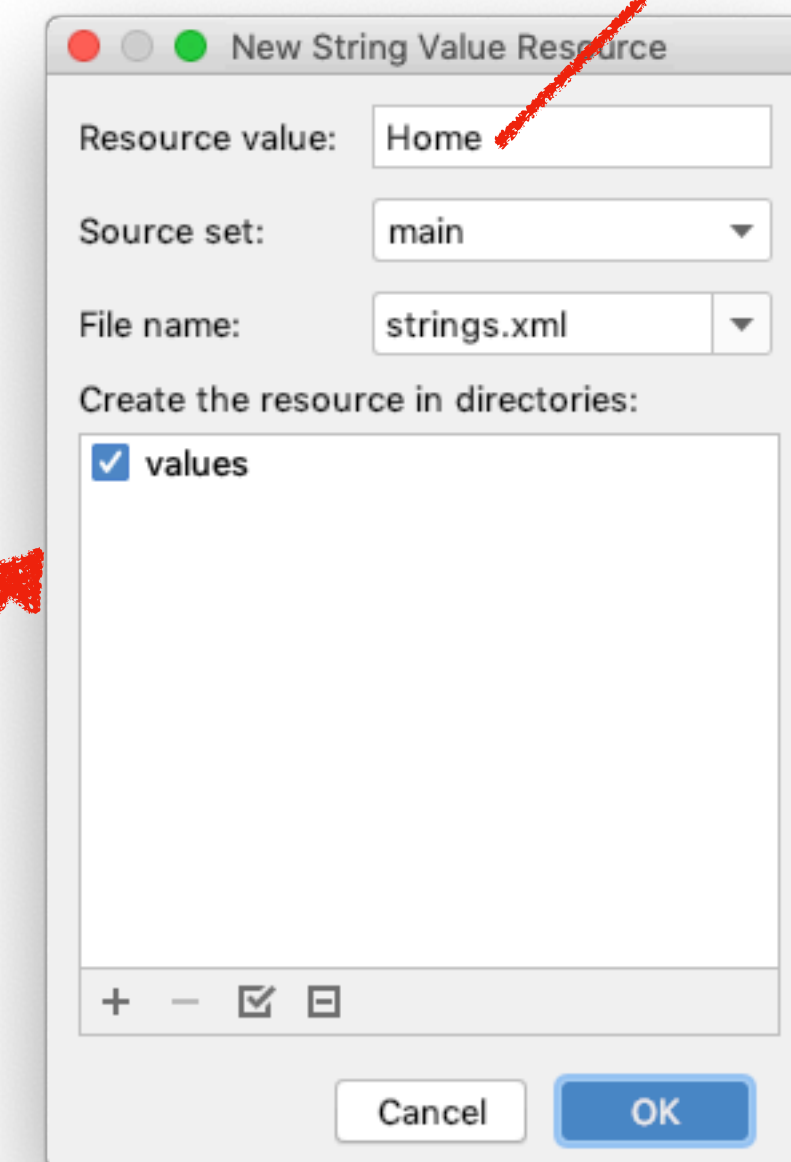 New String Value Resource
Resource value: Home
Source set: main
File name: strings.xml
Create the resource in directories:
values
Cancel OK